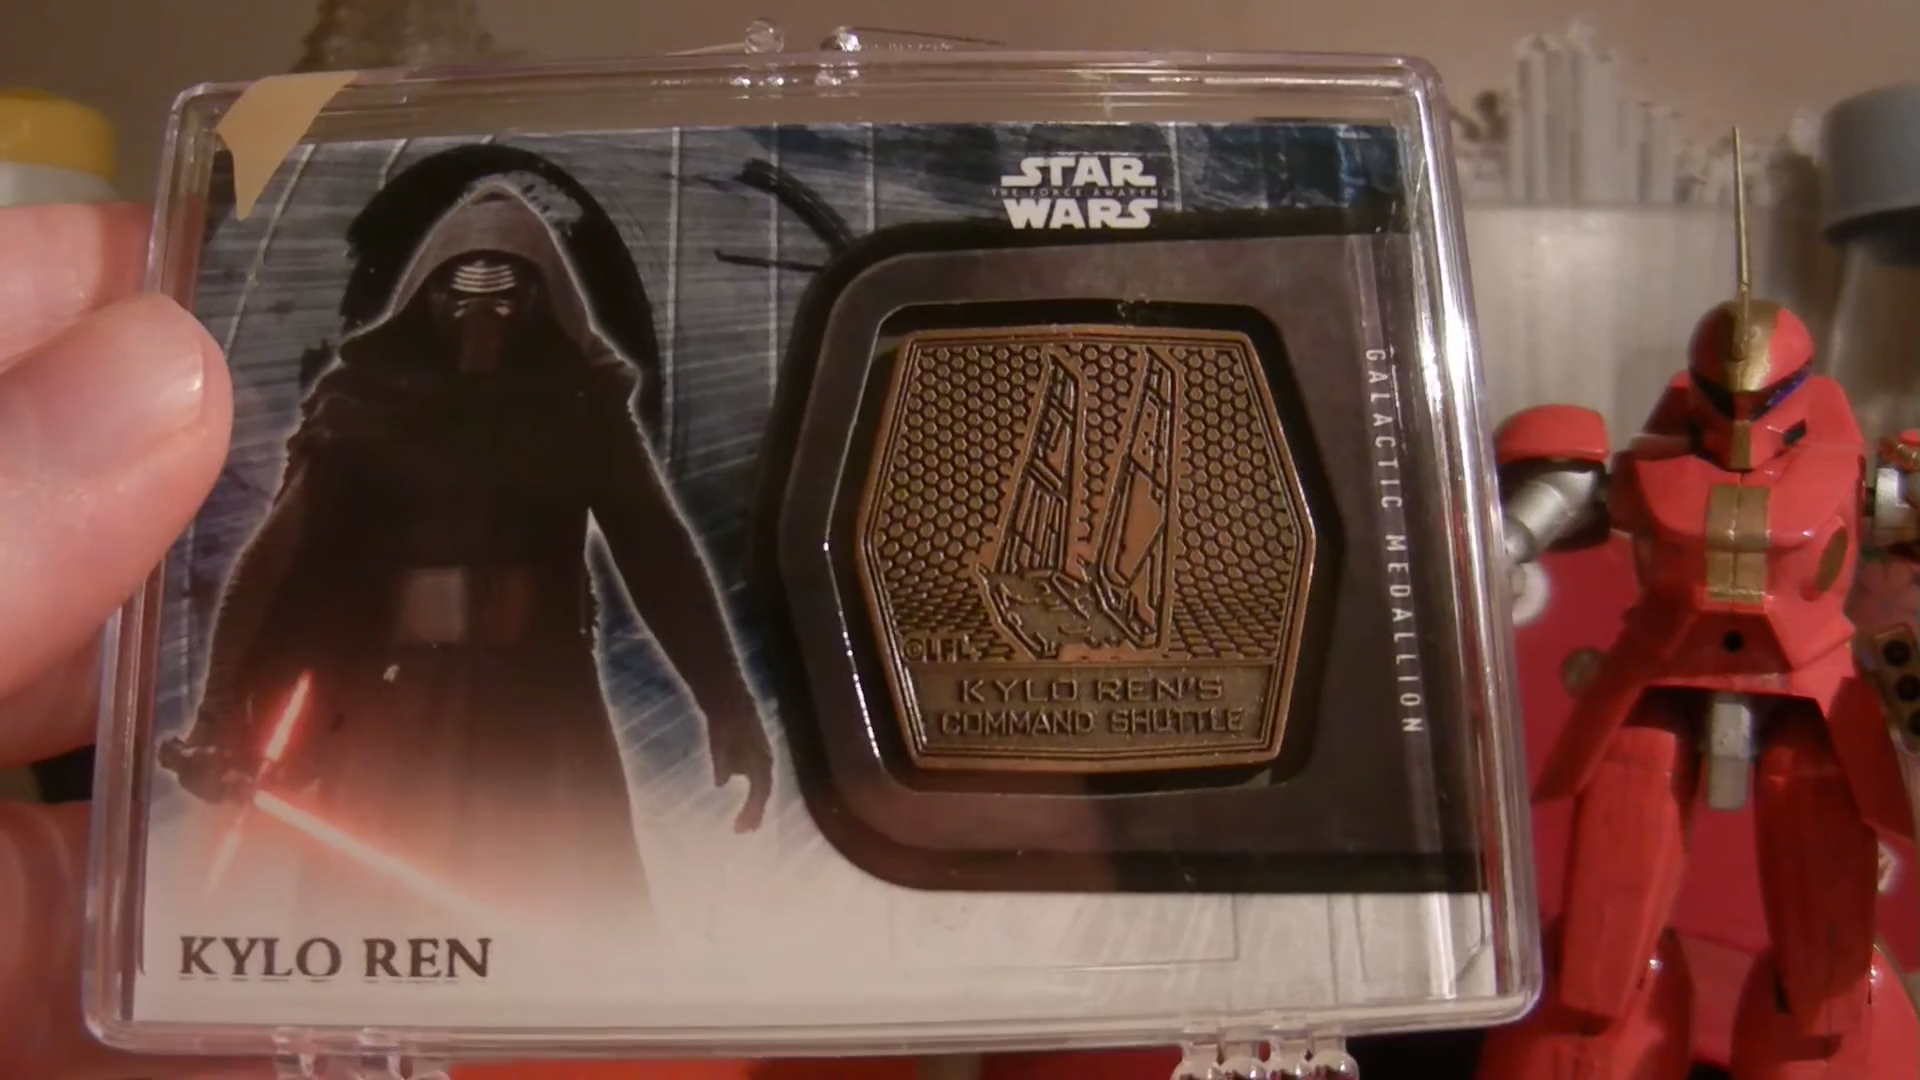 STAR
THE FORCE AWAKENS
WARS
GALACTIC MEDALLION
©LFL
KYLO REN'S
COMMAND SHUTTLE
KYLO REN